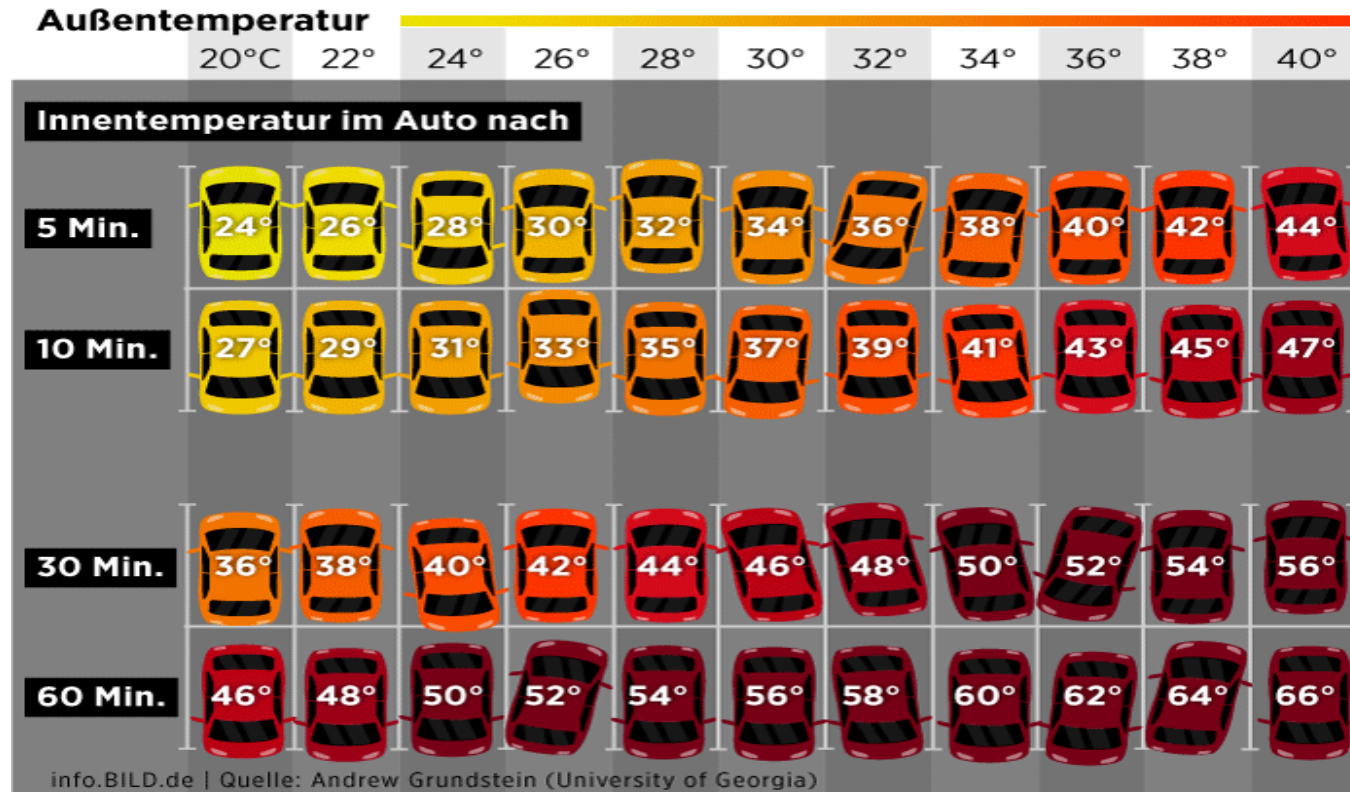 Außentemperatur
20°C 22° 24° 26° 28° 30° 32° 34° 36° 38° 40°
Innentemperatur im Auto nach
5 Min. 24° 26° 28° 30° 32° 34° 36° 38° 40° 42° 44°
10 Min. 27° 29° 31° 33° 35° 37° 39° 41° 43° 45° 47°
30 Min. 36° 38° 40° 42° 44° 46° 48° 50° 52° 54° 56°
60 Min. 46° 48° 50° 52° 54° 56° 58° 60° 62° 64° 66°
info.BILD.de | Quelle: Andrew Grundstein (University of Georgia)